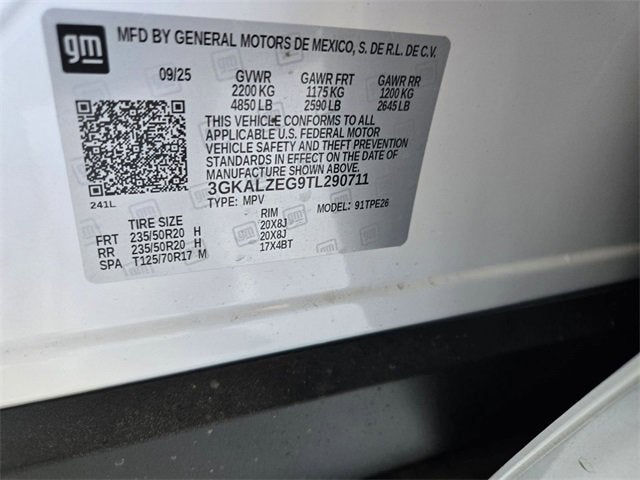 gm
MFD BY GENERAL MOTORS DE MEXICO, S. DE R.L. DE C.V.
09/25 GVWR GAWR FRT GAWR RR
2200 KG 1175 KG 1200 KG
4850 LB 2590 LB 2645 LB
THIS VEHICLE CONFORMS TO ALL
APPLICABLE U.S. FEDERAL MOTOR
VEHICLE SAFETY AND THEFT PREVENTION
STANDARDS IN EFFECT ON THE DATE OF
MANUFACTURE SHOWN ABOVE.
3GKALZEG9TL290711
241L
TYPE: MPV MODEL: 91TPE26
TIRE SIZE RIM
FRT 235/50R20 H 20X8J
RR 235/50R20 H 20X8J
SPA T125/70R17 M 17X4BT